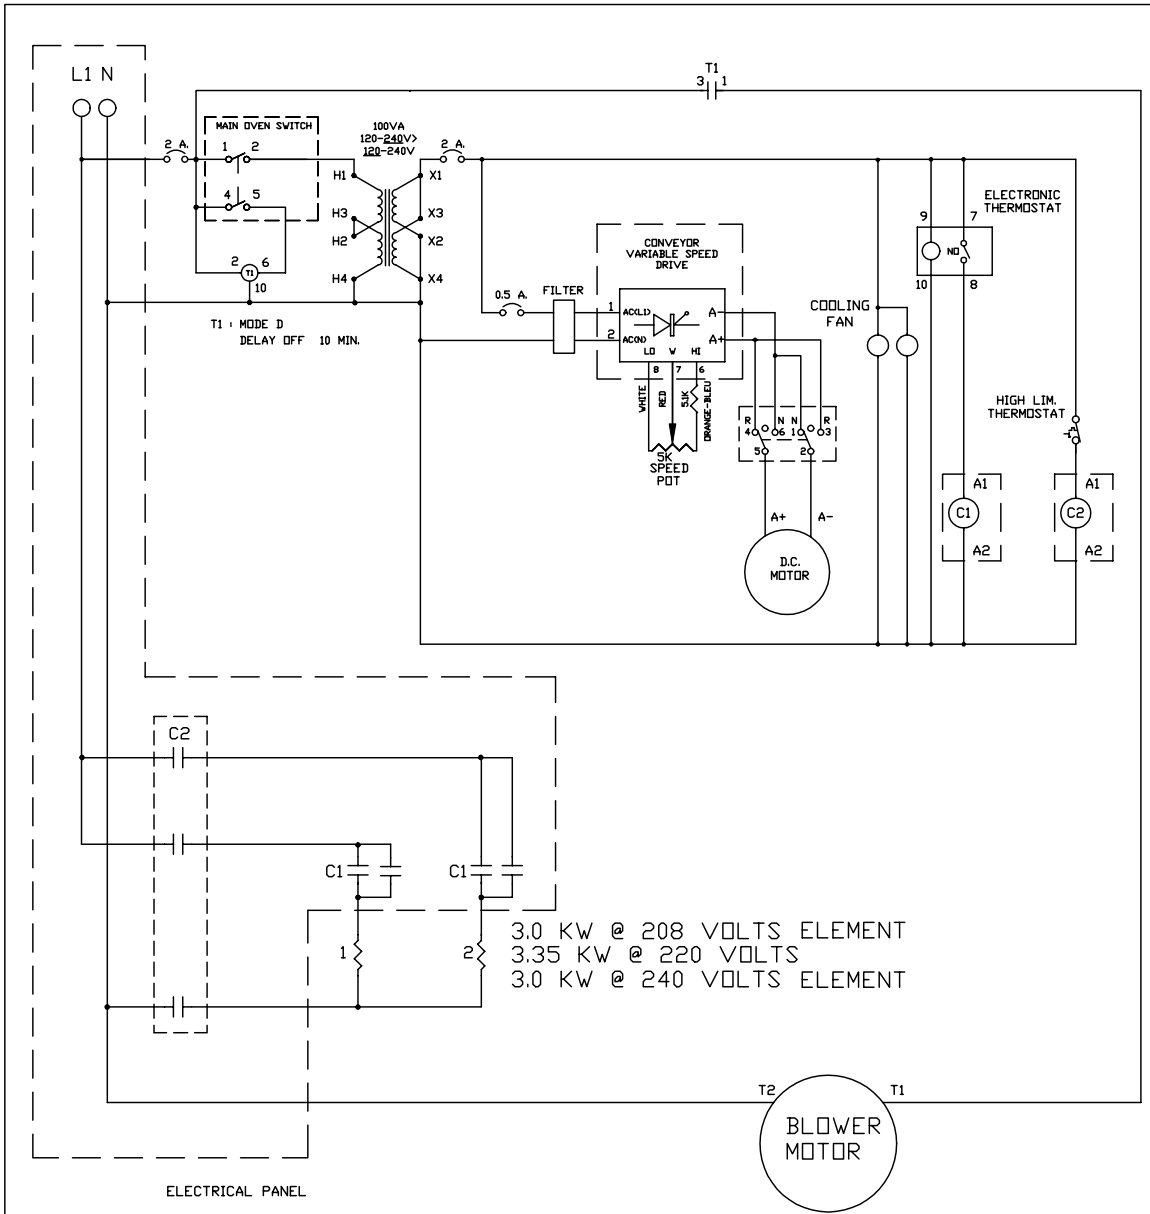 L1 N
T1
3 1
2 A.
MAIN OVEN SWITCH
1 2
4 5
100VA
120-240V>
120-240V
2 A.
H1 X1
H3 X3
H2 X2
H4 X4
2 T1 6
10
T1 : MODE D
DELAY OFF 10 MIN.
0.5 A.
FILTER
CONVEYOR
VARIABLE SPEED
DRIVE
1 AC(L1) A-
2 AC(N) A+
LO W HI
8 7 6
WHITE
RED
5.1K
ORANGE-BLEU
5K
SPEED
POT
R N N R
4 6 1 3
5 2
A+ A-
D.C.
MOTOR
COOLING
FAN
ELECTRONIC
THERMOSTAT
9 7
NO
10 8
HIGH LIM.
THERMOSTAT
A1 A1
C1 C2
A2 A2
C2
C1 C1
1 2
3.0 KW @ 208 VOLTS ELEMENT
3.35 KW @ 220 VOLTS
3.0 KW @ 240 VOLTS ELEMENT
T2 T1
BLOWER
MOTOR
ELECTRICAL PANEL